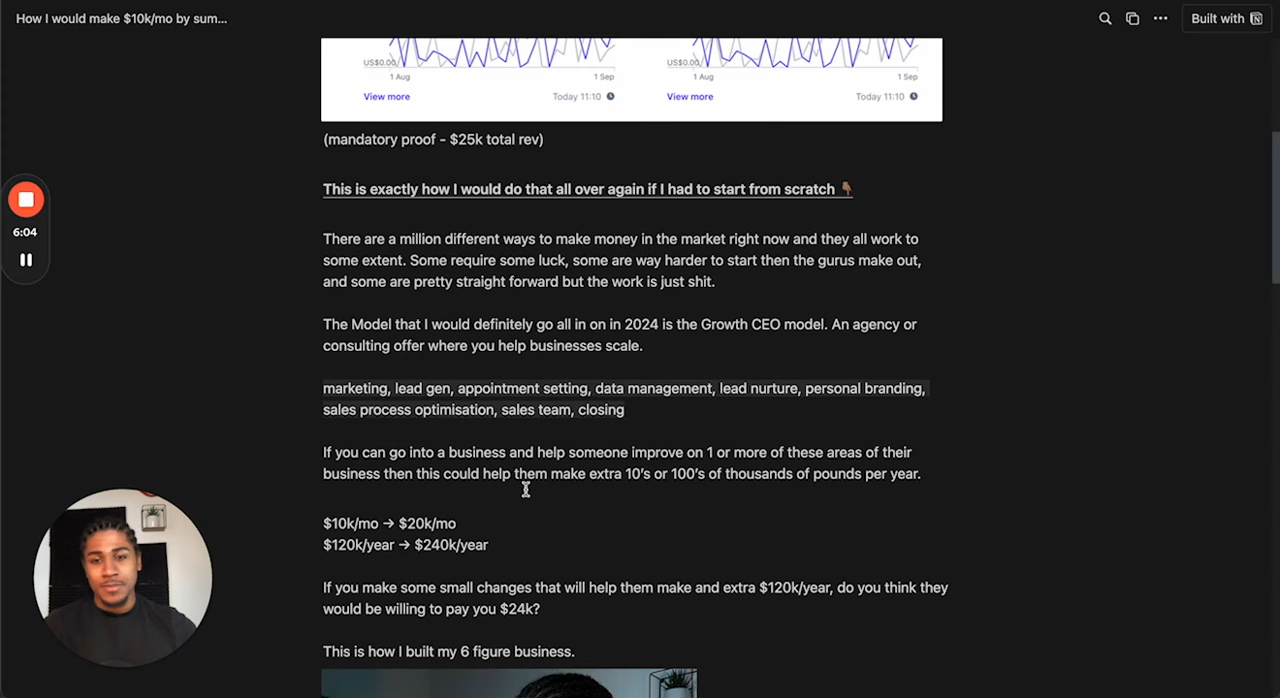 How I would make $10k/mo by sum...
Built with
US$0.00
1 Aug
1 Sep
View more
Today 11:10
US$0.00
1 Aug
1 Sep
View more
Today 11:10
(mandatory proof - $25k total rev)
This is exactly how I would do that all over again if I had to start from scratch 👇🏾
There are a million different ways to make money in the market right now and they all work to
some extent. Some require some luck, some are way harder to start then the gurus make out,
and some are pretty straight forward but the work is just shit.
The Model that I would definitely go all in on in 2024 is the Growth CEO model. An agency or
consulting offer where you help businesses scale.
marketing, lead gen, appointment setting, data management, lead nurture, personal branding,
sales process optimisation, sales team, closing
If you can go into a business and help someone improve on 1 or more of these areas of their
business then this could help them make extra 10's or 100's of thousands of pounds per year.
$10k/mo → $20k/mo
$120k/year → $240k/year
If you make some small changes that will help them make and extra $120k/year, do you think they
would be willing to pay you $24k?
This is how I built my 6 figure business.
6:04